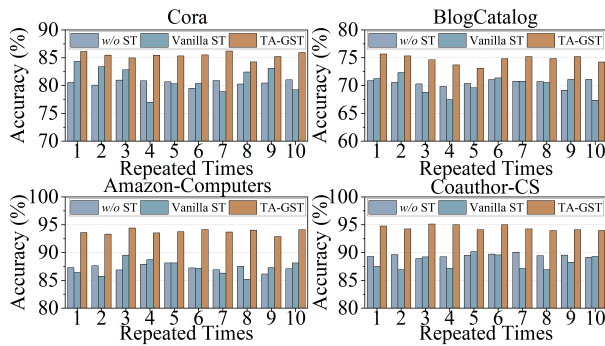 Cora
Accuracy (%)
90
85
80
75
70
w/o ST Vanilla ST TA-GST
1 2 3 4 5 6 7 8 9 10
Repeated Times
BlogCatalog
Accuracy (%)
80
75
70
65
60
w/o ST Vanilla ST TA-GST
1 2 3 4 5 6 7 8 9 10
Repeated Times
Amazon-Computers
Accuracy (%)
100
95
90
85
80
w/o ST Vanilla ST TA-GST
1 2 3 4 5 6 7 8 9 10
Repeated Times
Coauthor-CS
Accuracy (%)
100
95
90
85
80
w/o ST Vanilla ST TA-GST
1 2 3 4 5 6 7 8 9 10
Repeated Times